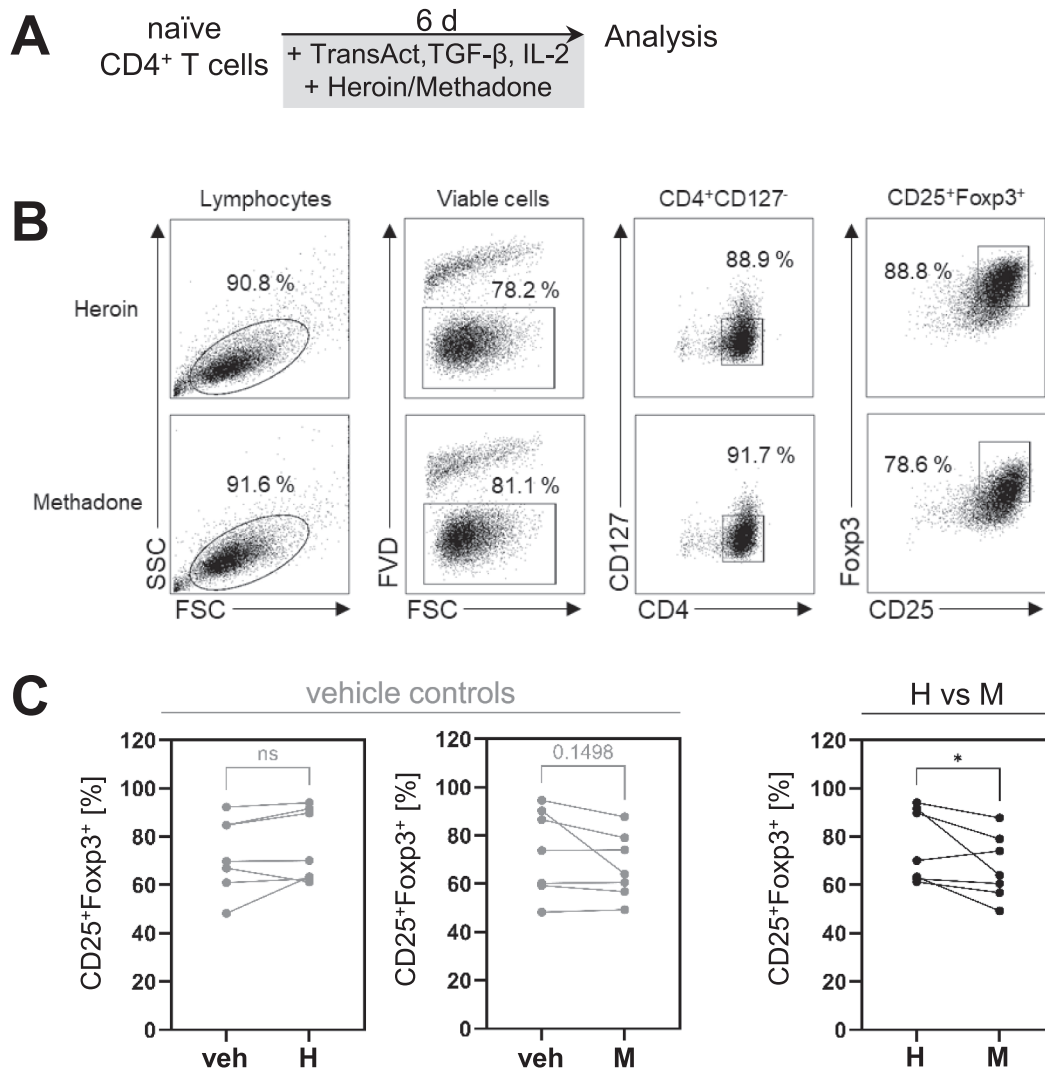 A
naïve
CD4⁺ T cells
6 d
+ TransAct,TGF-β, IL-2
+ Heroin/Methadone
Analysis
B
Lymphocytes
Viable cells
CD4⁺CD127⁻
CD25⁺Foxp3⁺
Heroin
90.8 %
78.2 %
88.9 %
88.8 %
Methadone
91.6 %
81.1 %
91.7 %
78.6 %
SSC
FVD
CD127
Foxp3
FSC
FSC
CD4
CD25
C
vehicle controls
H vs M
CD25⁺Foxp3⁺ [%]
120
100
80
60
40
20
0
ns
veh H
CD25⁺Foxp3⁺ [%]
120
100
80
60
40
20
0
0.1498
veh M
CD25⁺Foxp3⁺ [%]
120
100
80
60
40
20
0
*
H M